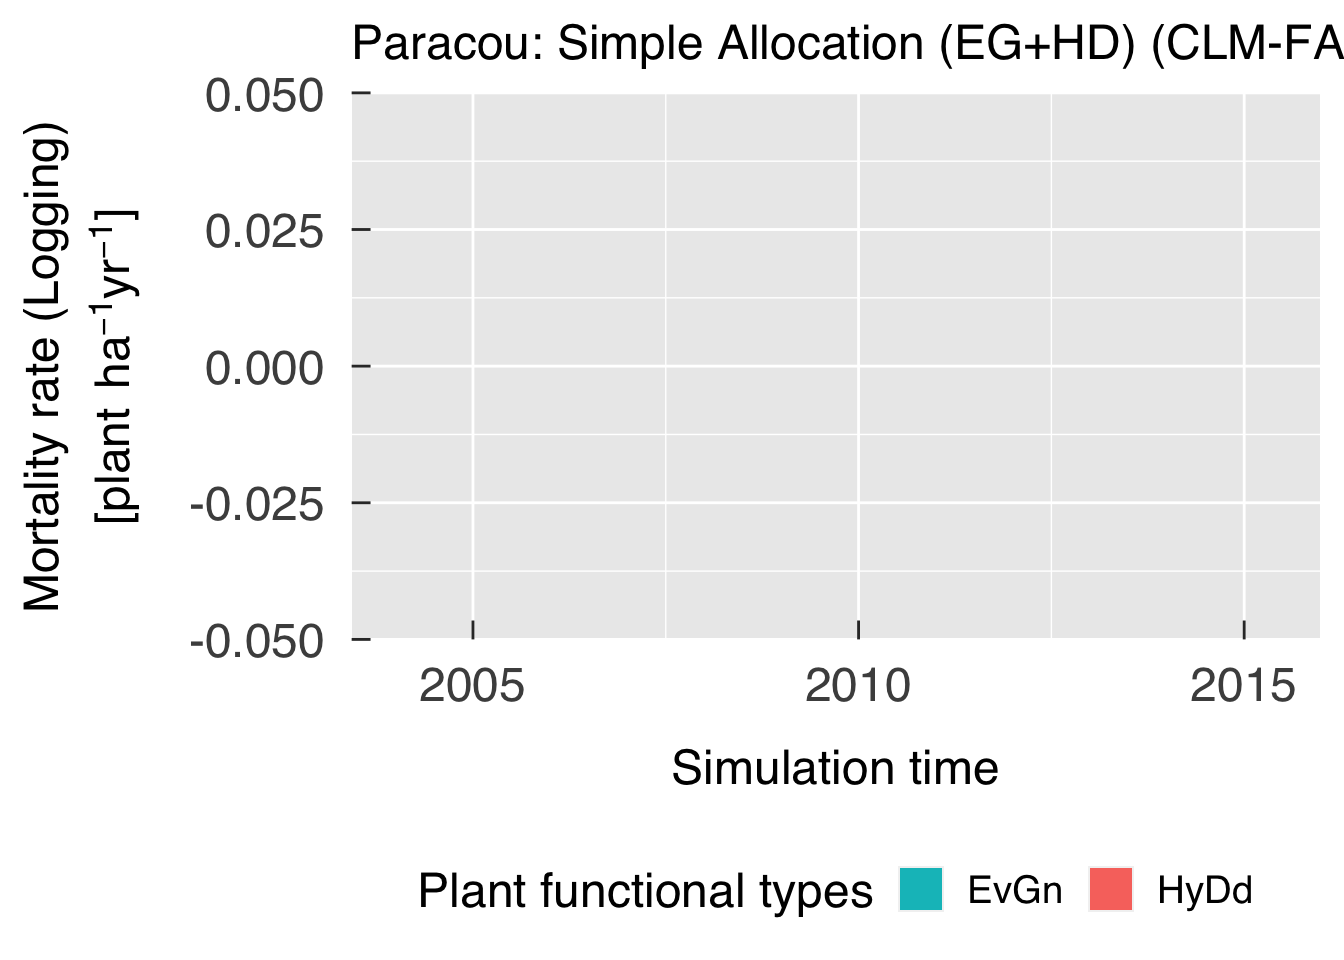 Paracou: Simple Allocation (EG+HD) (CLM-FA
Mortality rate (Logging)
[plant ha⁻¹yr⁻¹]
0.050
0.025
0.000
-0.025
-0.050
2005 2010 2015
Simulation time
Plant functional types EvGn HyDd